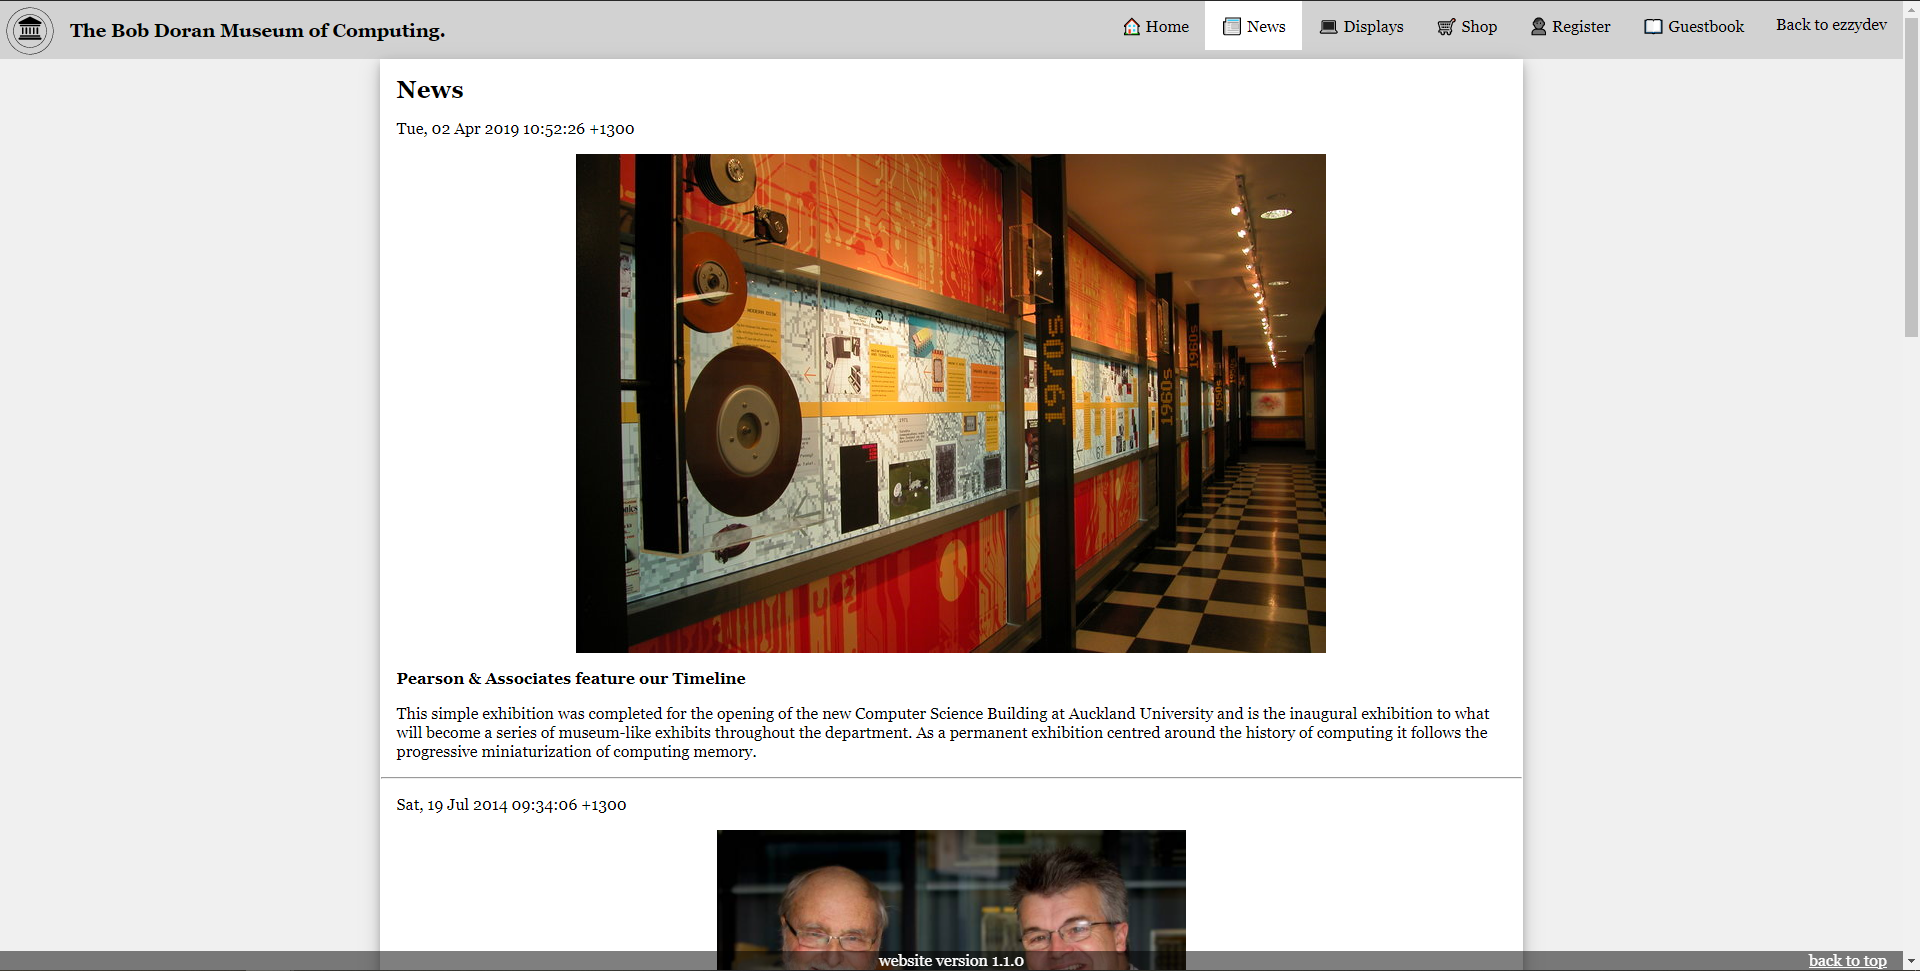 The Bob Doran Museum of Computing.
Home
News
Displays
Shop
Register
Guestbook
Back to ezzydev
News
Tue, 02 Apr 2019 10:52:26 +1300
1970s
1960s
1960s
Pearson & Associates feature our Timeline
This simple exhibition was completed for the opening of the new Computer Science Building at Auckland University and is the inaugural exhibition to what
will become a series of museum-like exhibits throughout the department. As a permanent exhibition centred around the history of computing it follows the
progressive miniaturization of computing memory.
Sat, 19 Jul 2014 09:34:06 +1300
website version 1.1.0
back to top